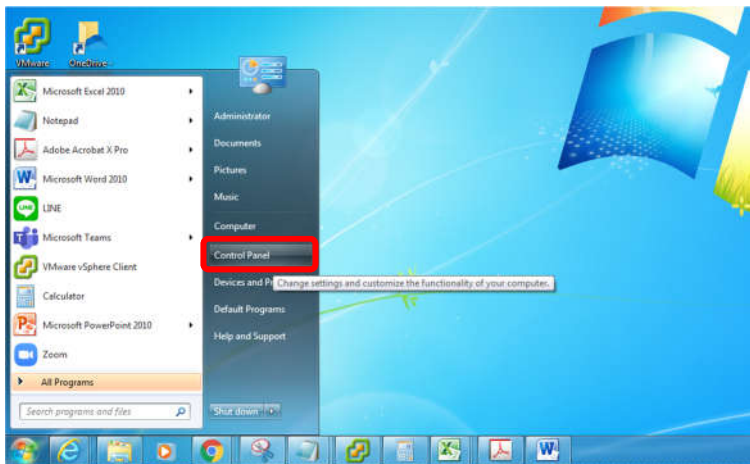 VMware
OneDrive
Microsoft Excel 2010
Notepad
Adobe Acrobat X Pro
Microsoft Word 2010
LINE
Microsoft Teams
VMware vSphere Client
Calculator
Microsoft PowerPoint 2010
Zoom
All Programs
Search programs and files
Administrator
Documents
Pictures
Music
Computer
Control Panel
Devices and P
Change settings and customize the functionality of your computer.
Default Programs
Help and Support
Shut down